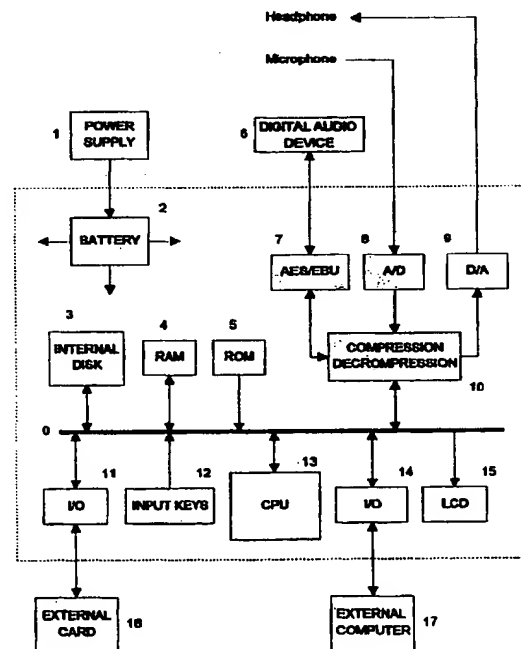 Headphone
Microphone
1
POWER
SUPPLY
6
DIGITAL AUDIO
DEVICE
2
BATTERY
7
AES/EBU
8
A/D
9
D/A
3
INTERNAL
DISK
4
RAM
5
ROM
COMPRESSION
DECROMPRESSION
10
0
11
I/O
12
INPUT KEYS
13
CPU
14
I/O
15
LCD
EXTERNAL
CARD
16
EXTERNAL
COMPUTER
17